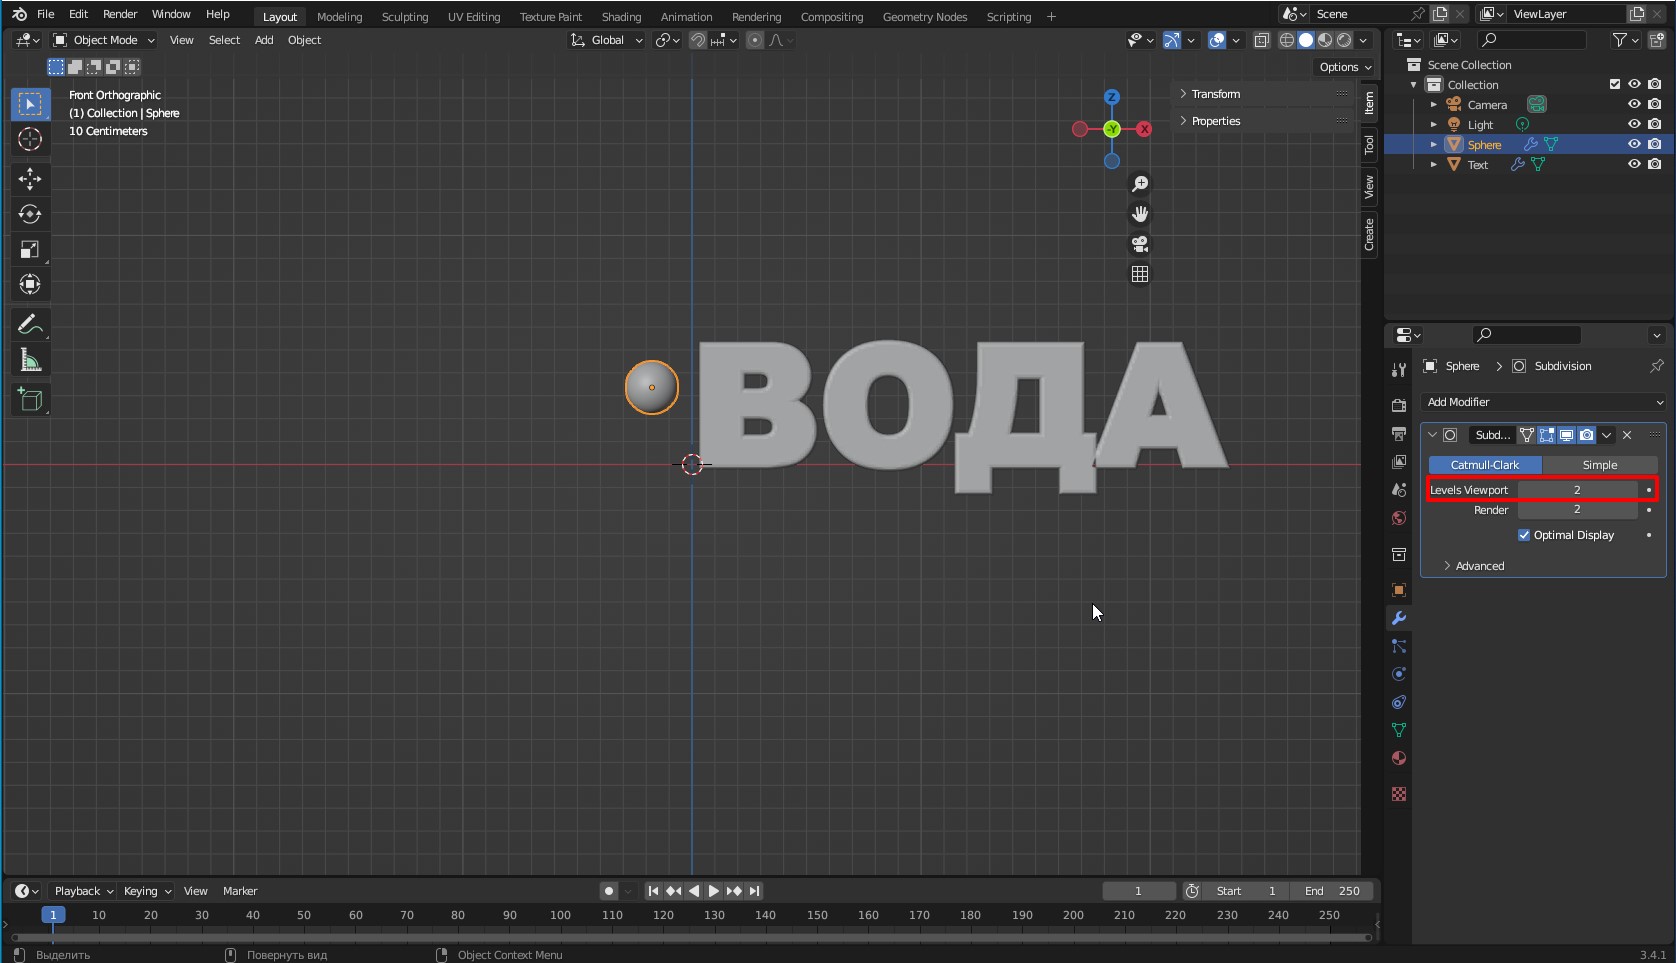 File Edit Render Window Help Layout Modeling Sculpting UV Editing Texture Paint Shading Animation Rendering Compositing Geometry Nodes Scripting + Scene ViewLayer
Object Mode View Select Add Object Global
Options
Front Orthographic
(1) Collection | Sphere
10 Centimeters
Z
-Y
X
Transform
Properties
Item
Tool
View
Create
Scene Collection
Collection
Camera
Light
Sphere
Text
ВОДА
Sphere > Subdivision
Add Modifier
Subd...
Catmull-Clark Simple
Levels Viewport 2
Render 2
Optimal Display
Advanced
Playback Keying View Marker 1 Start 1 End 250
1 10 20 30 40 50 60 70 80 90 100 110 120 130 140 150 160 170 180 190 200 210 220 230 240 250
Выделить Повернуть вид Object Context Menu 3.4.1